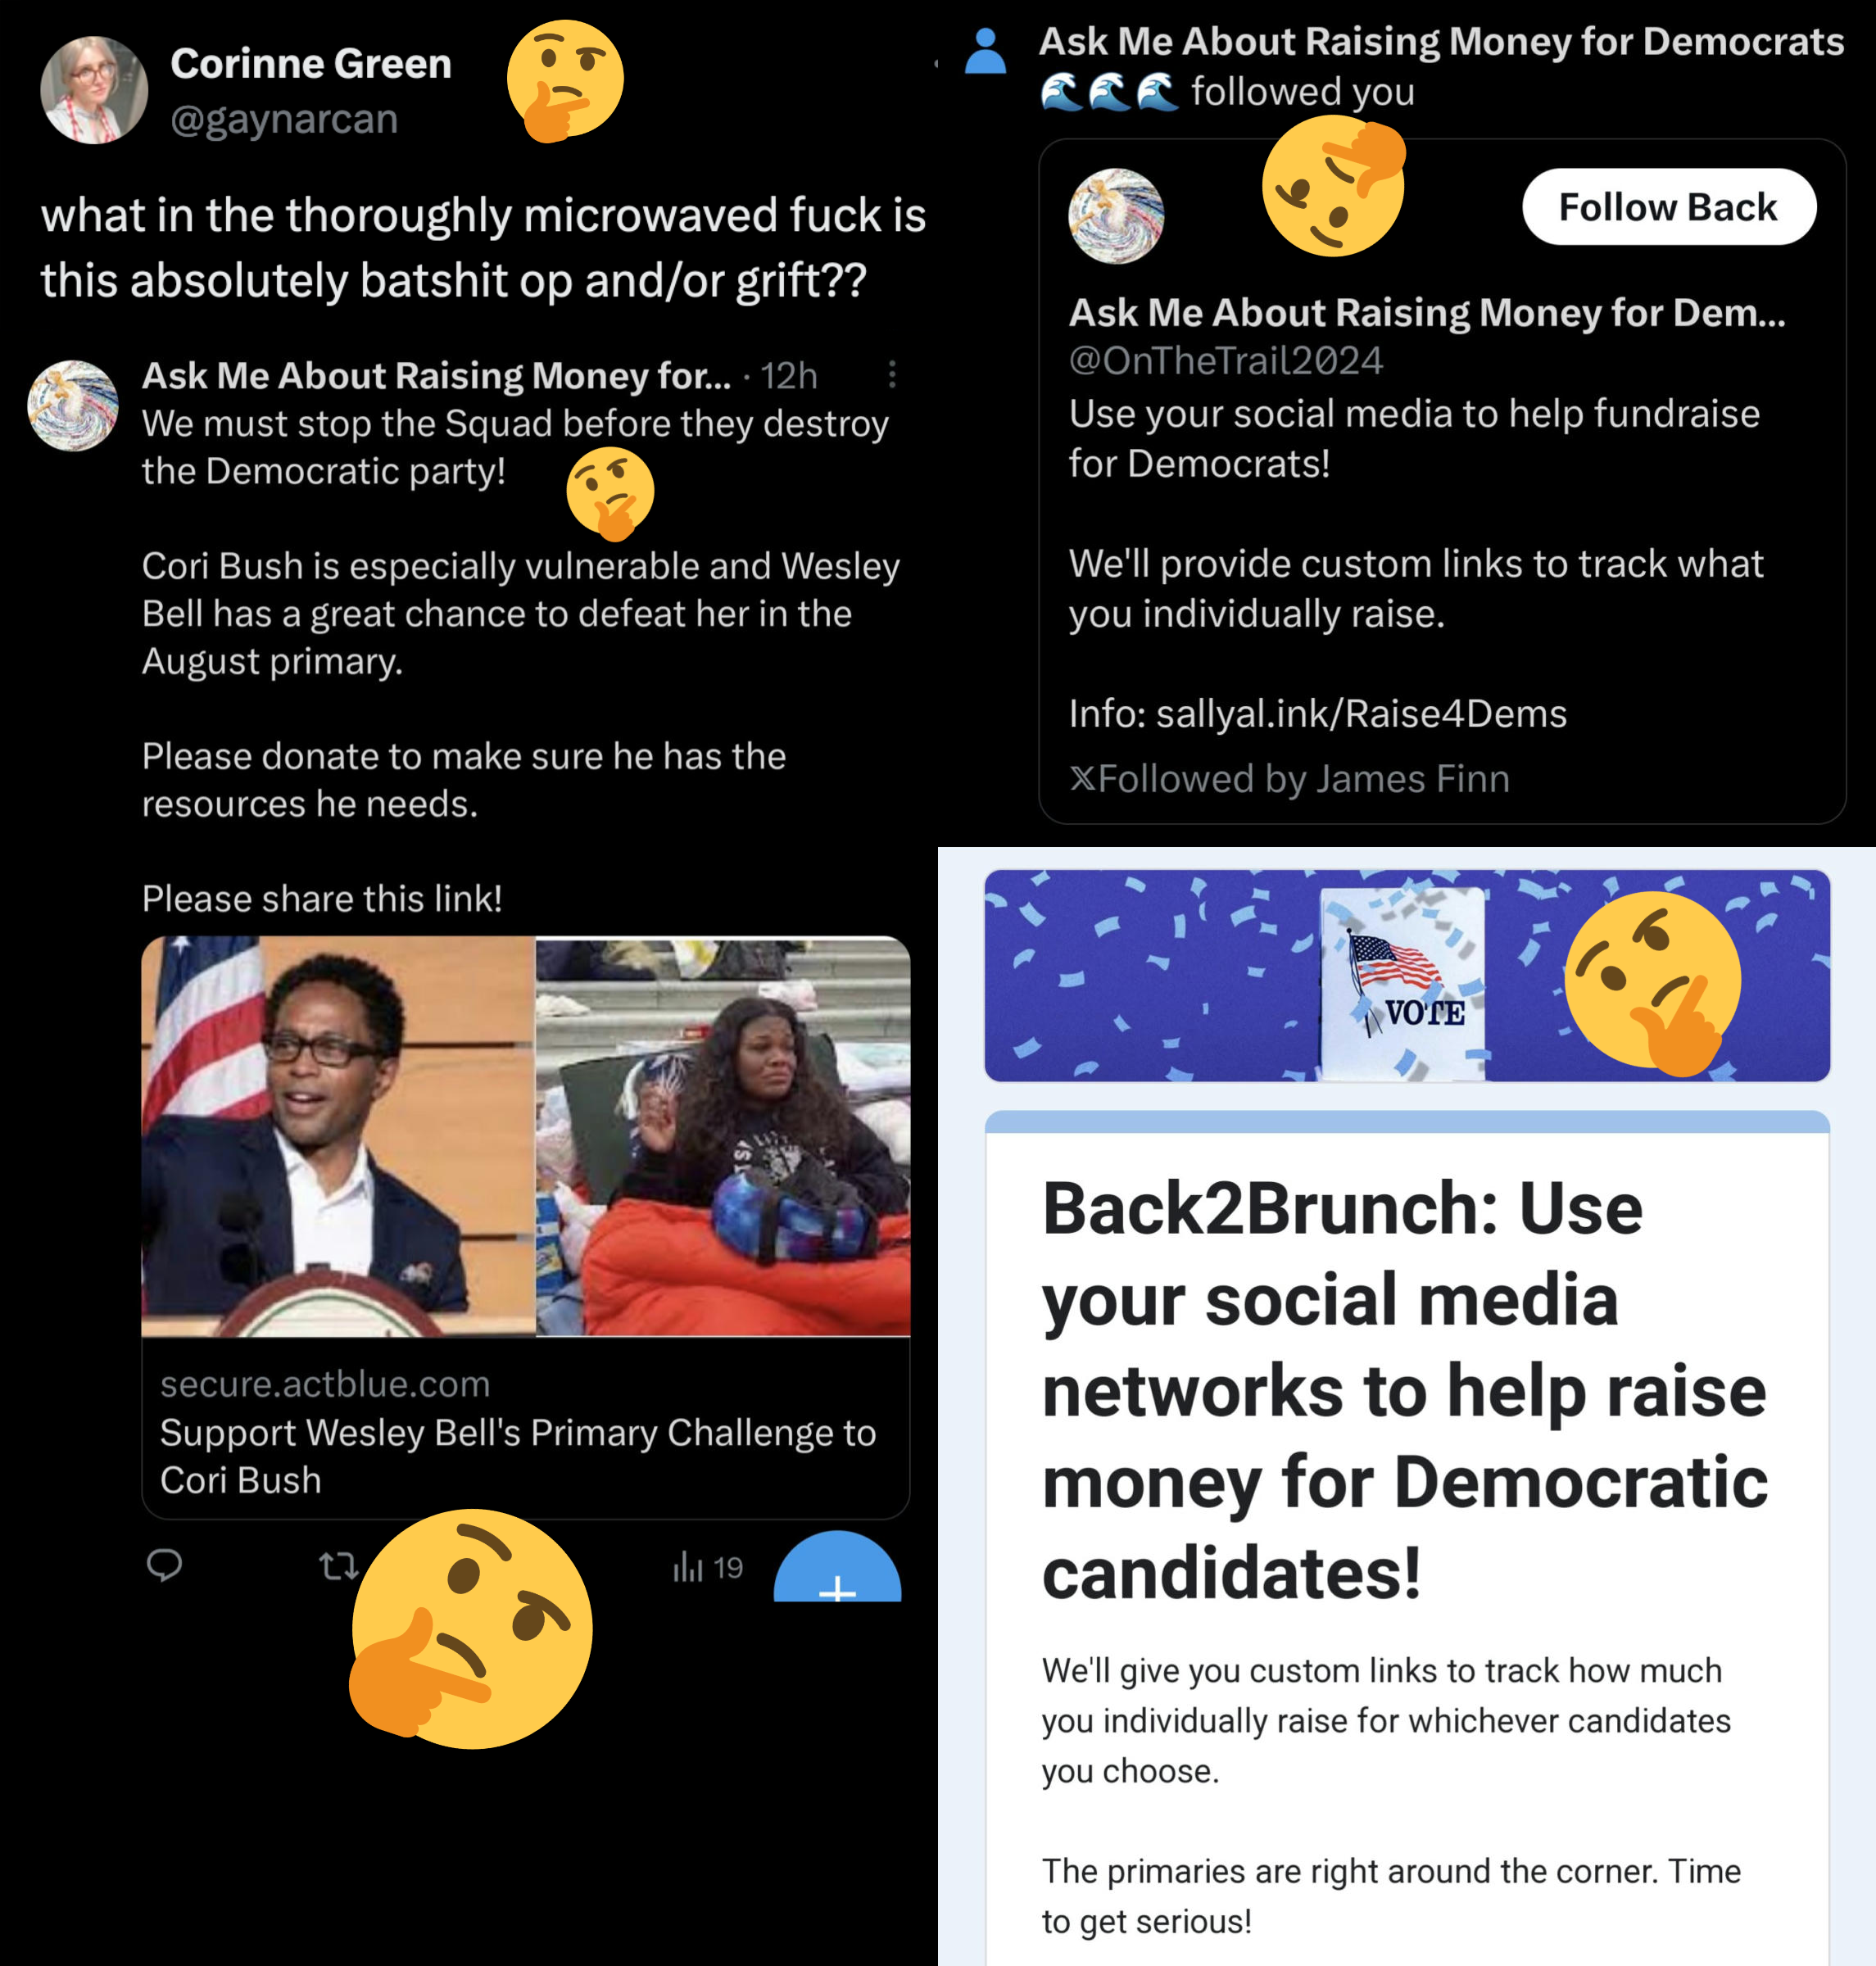 Corinne Green
@gaynarcan
what in the thoroughly microwaved fuck is
this absolutely batshit op and/or grift??
Ask Me About Raising Money for... · 12h
We must stop the Squad before they destroy
the Democratic party!
Cori Bush is especially vulnerable and Wesley
Bell has a great chance to defeat her in the
August primary.
Please donate to make sure he has the
resources he needs.
Please share this link!
secure.actblue.com
Support Wesley Bell's Primary Challenge to
Cori Bush
19
Ask Me About Raising Money for Democrats
🌊🌊🌊 followed you
Follow Back
Ask Me About Raising Money for Dem...
@OnTheTrail2024
Use your social media to help fundraise
for Democrats!
We'll provide custom links to track what
you individually raise.
Info: sallyal.ink/Raise4Dems
𝕏Followed by James Finn
VOTE
Back2Brunch: Use
your social media
networks to help raise
money for Democratic
candidates!
We'll give you custom links to track how much
you individually raise for whichever candidates
you choose.
The primaries are right around the corner. Time
to get serious!